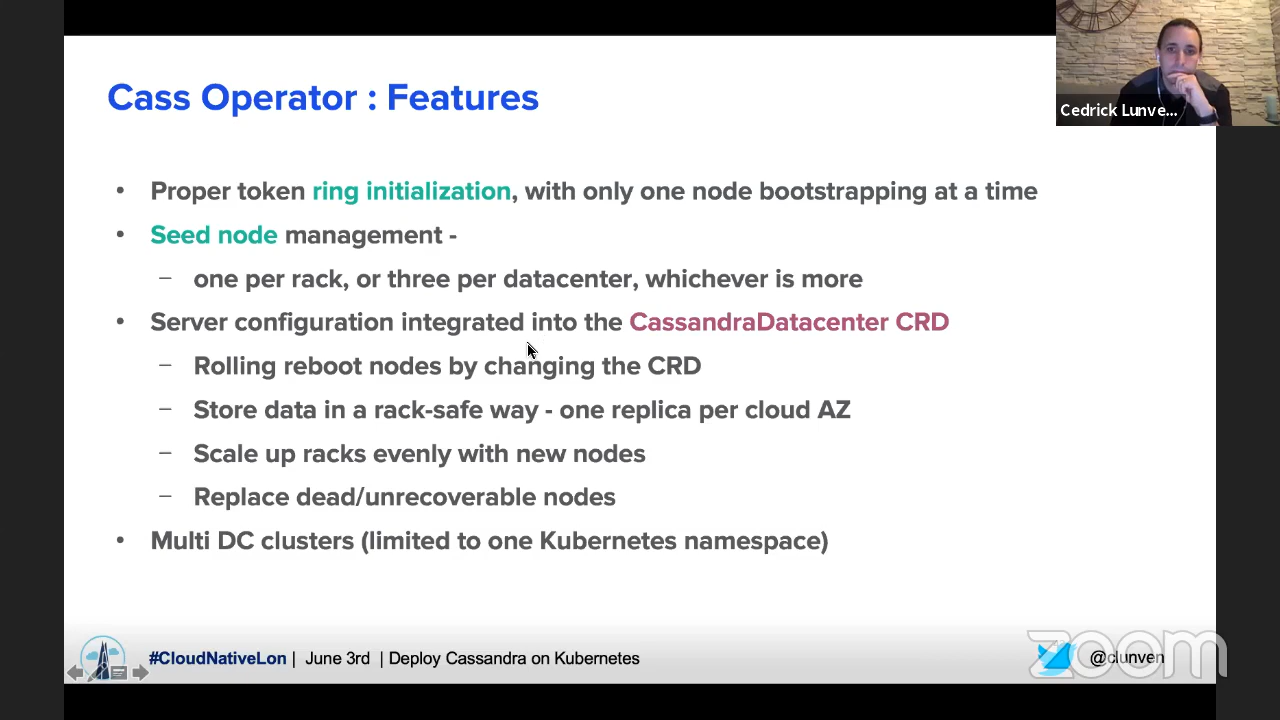 Cass Operator : Features
Cedrick Lunve...
• Proper token ring initialization, with only one node bootstrapping at a time
• Seed node management -
– one per rack, or three per datacenter, whichever is more
• Server configuration integrated into the CassandraDatacenter CRD
– Rolling reboot nodes by changing the CRD
– Store data in a rack-safe way - one replica per cloud AZ
– Scale up racks evenly with new nodes
– Replace dead/unrecoverable nodes
• Multi DC clusters (limited to one Kubernetes namespace)
#CloudNativeLon | June 3rd | Deploy Cassandra on Kubernetes
@clunven
zoom